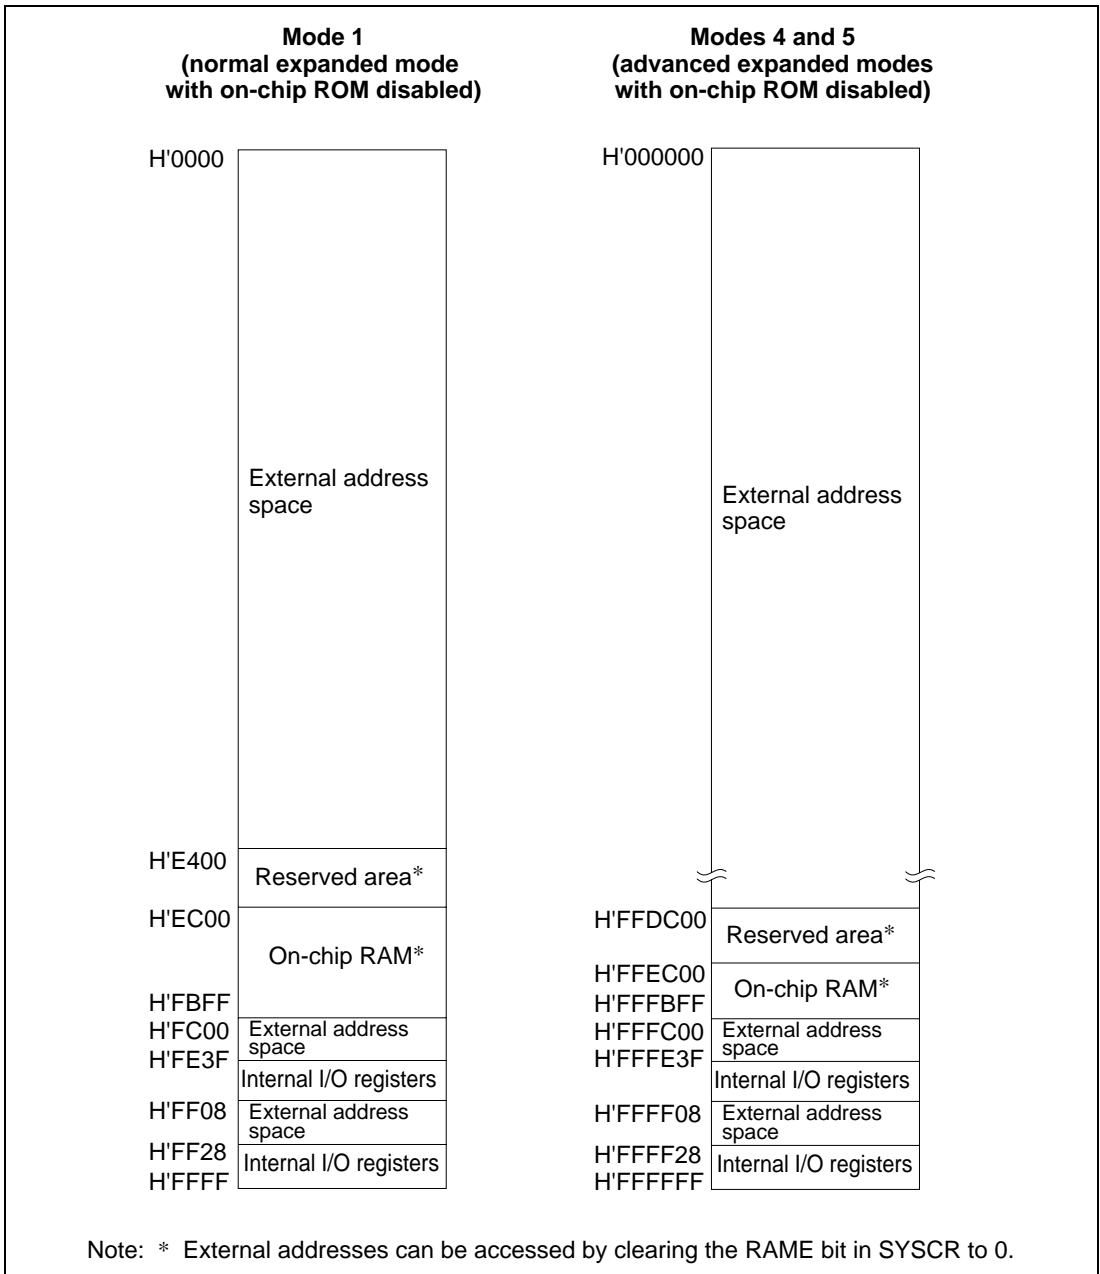 Mode 1
(normal expanded mode
with on-chip ROM disabled)
H'0000
External address
space
H'E400
Reserved area*
H'EC00
On-chip RAM*
H'FBFF
H'FC00
External address
space
H'FE3F
Internal I/O registers
H'FF08
External address
space
H'FF28
Internal I/O registers
H'FFFF
Modes 4 and 5
(advanced expanded modes
with on-chip ROM disabled)
H'000000
External address
space
H'FFDC00
Reserved area*
H'FFEC00
On-chip RAM*
H'FFFBFF
H'FFFC00
External address
space
H'FFFE3F
Internal I/O registers
H'FFFF08
External address
space
H'FFFF28
Internal I/O registers
H'FFFFFF
Note: * External addresses can be accessed by clearing the RAME bit in SYSCR to 0.